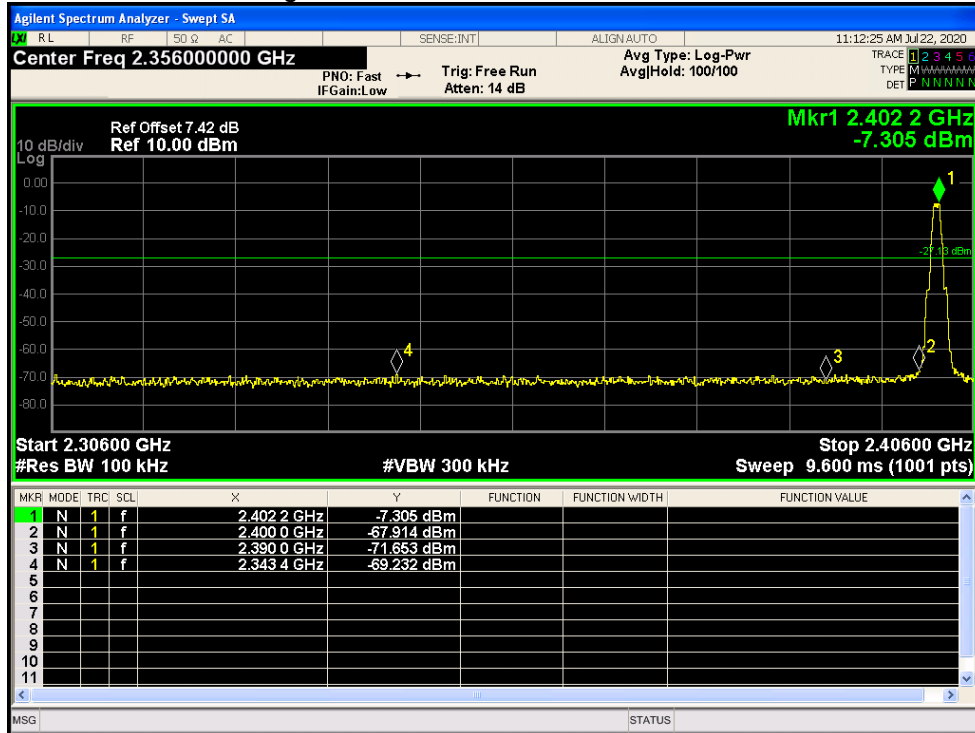 Agilent Spectrum Analyzer - Swept SA
LXI RL RF 50 Ω AC SENSE:INT ALIGN AUTO 11:12:25 AM Jul 22, 2020
Center Freq 2.356000000 GHz
PNO: Fast
IFGain:Low
Trig: Free Run
Atten: 14 dB
Avg Type: Log-Pwr
Avg|Hold: 100/100
TRACE 1 2 3 4 5 6
TYPE M WWWWW
DET P N N N N N
Mkr1 2.402 2 GHz
-7.305 dBm
Ref Offset 7.42 dB
10 dB/div Ref 10.00 dBm
Log
0.00
-10.0
-20.0
-30.0
-40.0
-50.0
-60.0
-70.0
-80.0
1
-27.13 dBm
4
3
2
Start 2.30600 GHz Stop 2.40600 GHz
#Res BW 100 kHz #VBW 300 kHz Sweep 9.600 ms (1001 pts)
MKR MODE TRC SCL X Y FUNCTION FUNCTION WIDTH FUNCTION VALUE
1 N 1 f 2.402 2 GHz -7.305 dBm
2 N 1 f 2.400 0 GHz -67.914 dBm
3 N 1 f 2.390 0 GHz -71.653 dBm
4 N 1 f 2.343 4 GHz -69.232 dBm
5
6
7
8
9
10
11
MSG STATUS